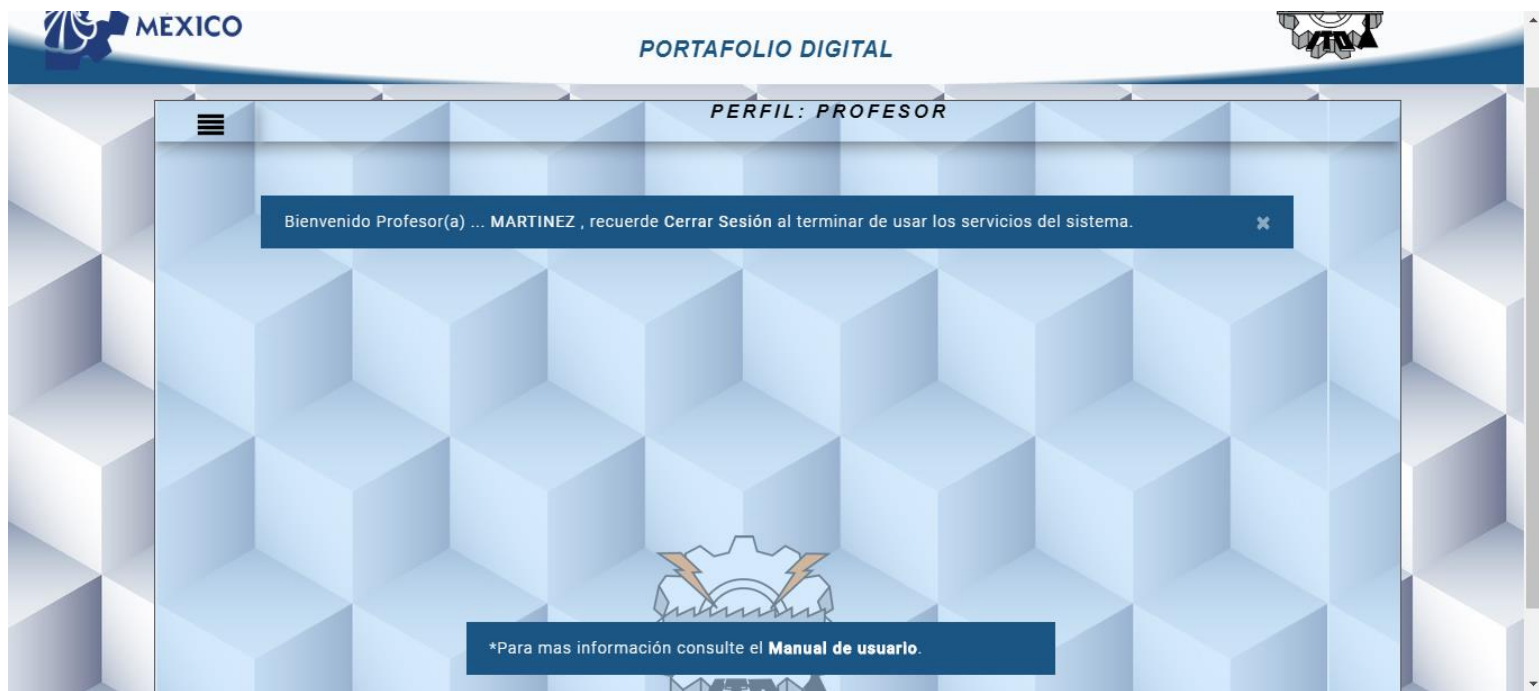 MÉXICO
PORTAFOLIO DIGITAL
ITO
PERFIL: PROFESOR
Bienvenido Profesor(a) ... MARTINEZ , recuerde Cerrar Sesión al terminar de usar los servicios del sistema.
*Para mas información consulte el Manual de usuario.